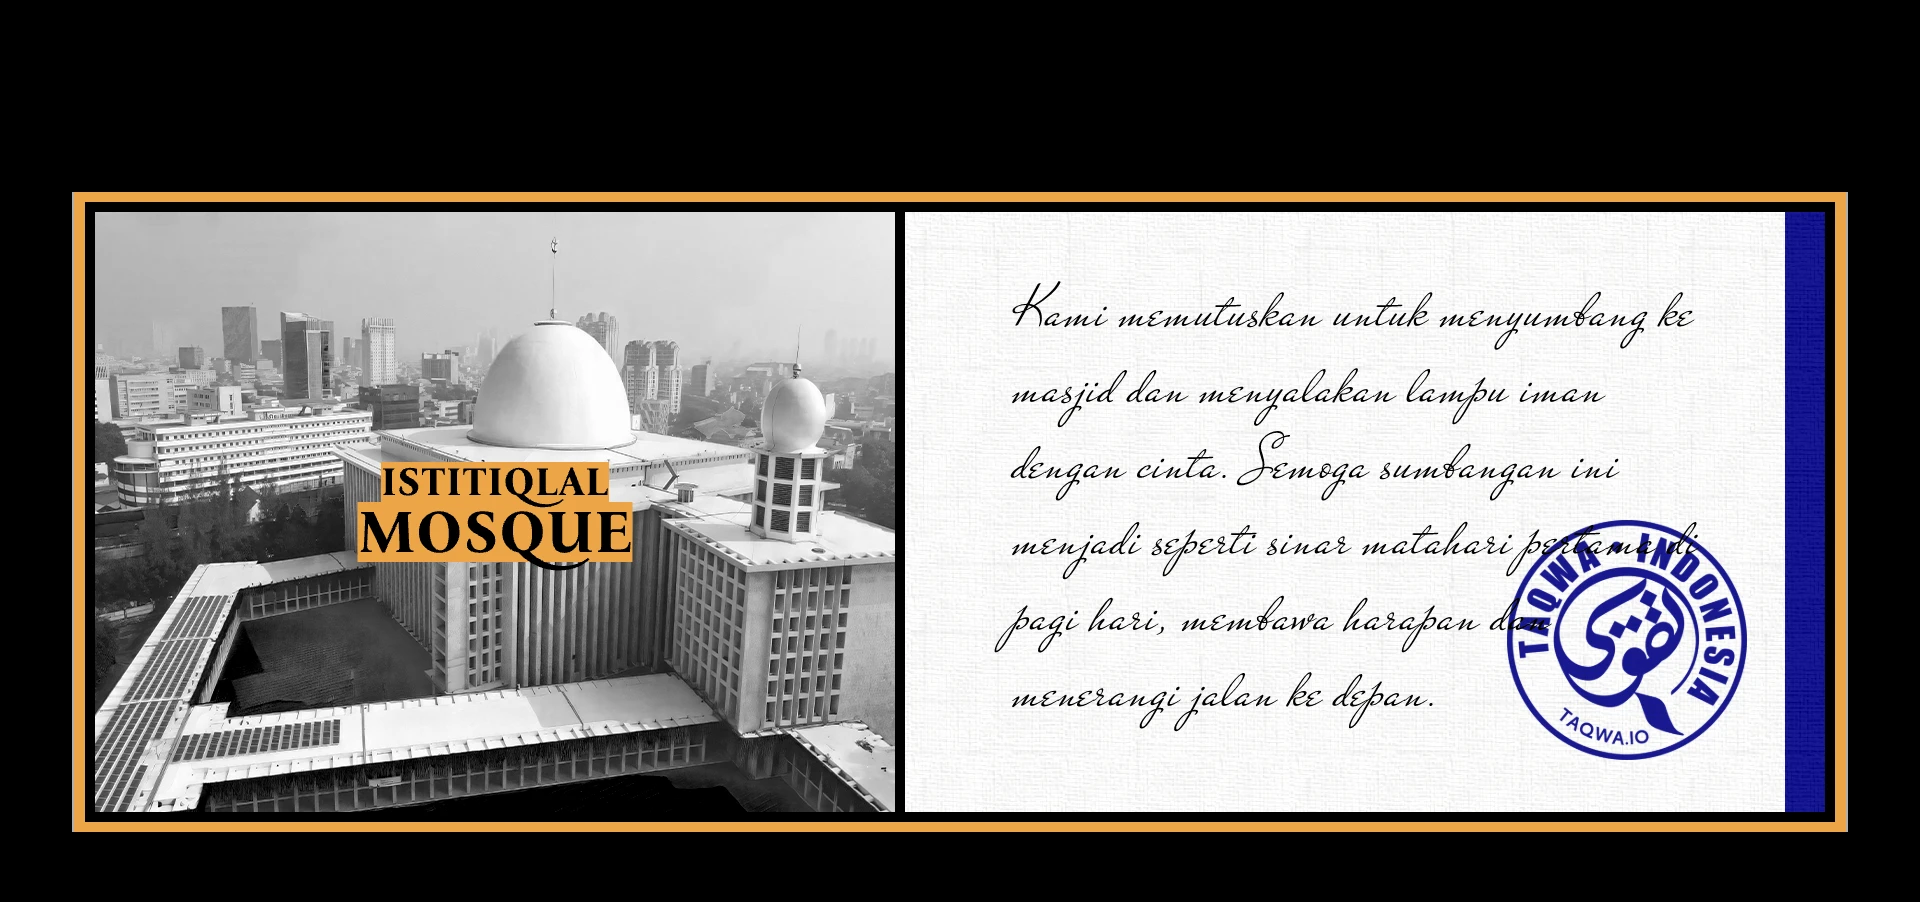 ISTITIQLAL
MOSQUE
Kami memutuskan untuk menyumbang ke
masjid dan menyalakan lampu iman
dengan cinta. Semoga sumbangan ini
menjadi seperti sinar matahari pertama di
pagi hari, membawa harapan dan
menerangi jalan ke depan.
TAQWA · INDONESIA
تقوى
TAQWA.IO